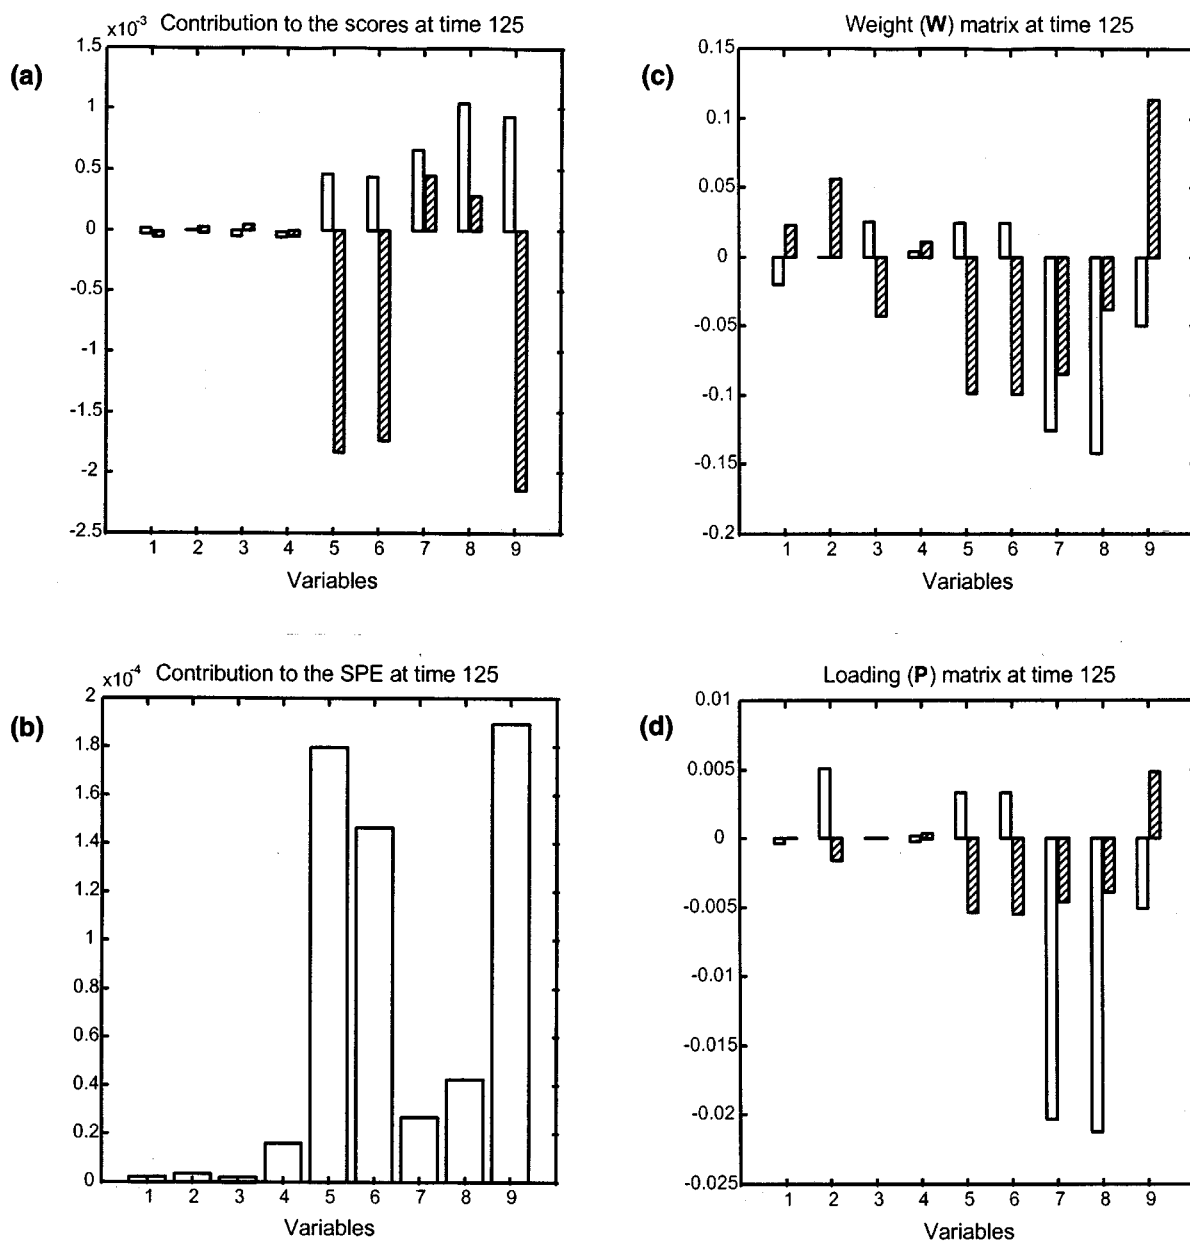 x10-3 Contribution to the scores at time 125
(a)
1.5
1
0.5
0
-0.5
-1
-1.5
-2
-2.5
1 2 3 4 5 6 7 8 9
Variables
Weight (W) matrix at time 125
(c)
0.15
0.1
0.05
0
-0.05
-0.1
-0.15
-0.2
1 2 3 4 5 6 7 8 9
Variables
x10-4 Contribution to the SPE at time 125
(b)
2
1.8
1.6
1.4
1.2
1
0.8
0.6
0.4
0.2
0
1 2 3 4 5 6 7 8 9
Variables
Loading (P) matrix at time 125
(d)
0.010
0.005
0
-0.005
-0.01
-0.015
-0.02
-0.025
1 2 3 4 5 6 7 8 9
Variables